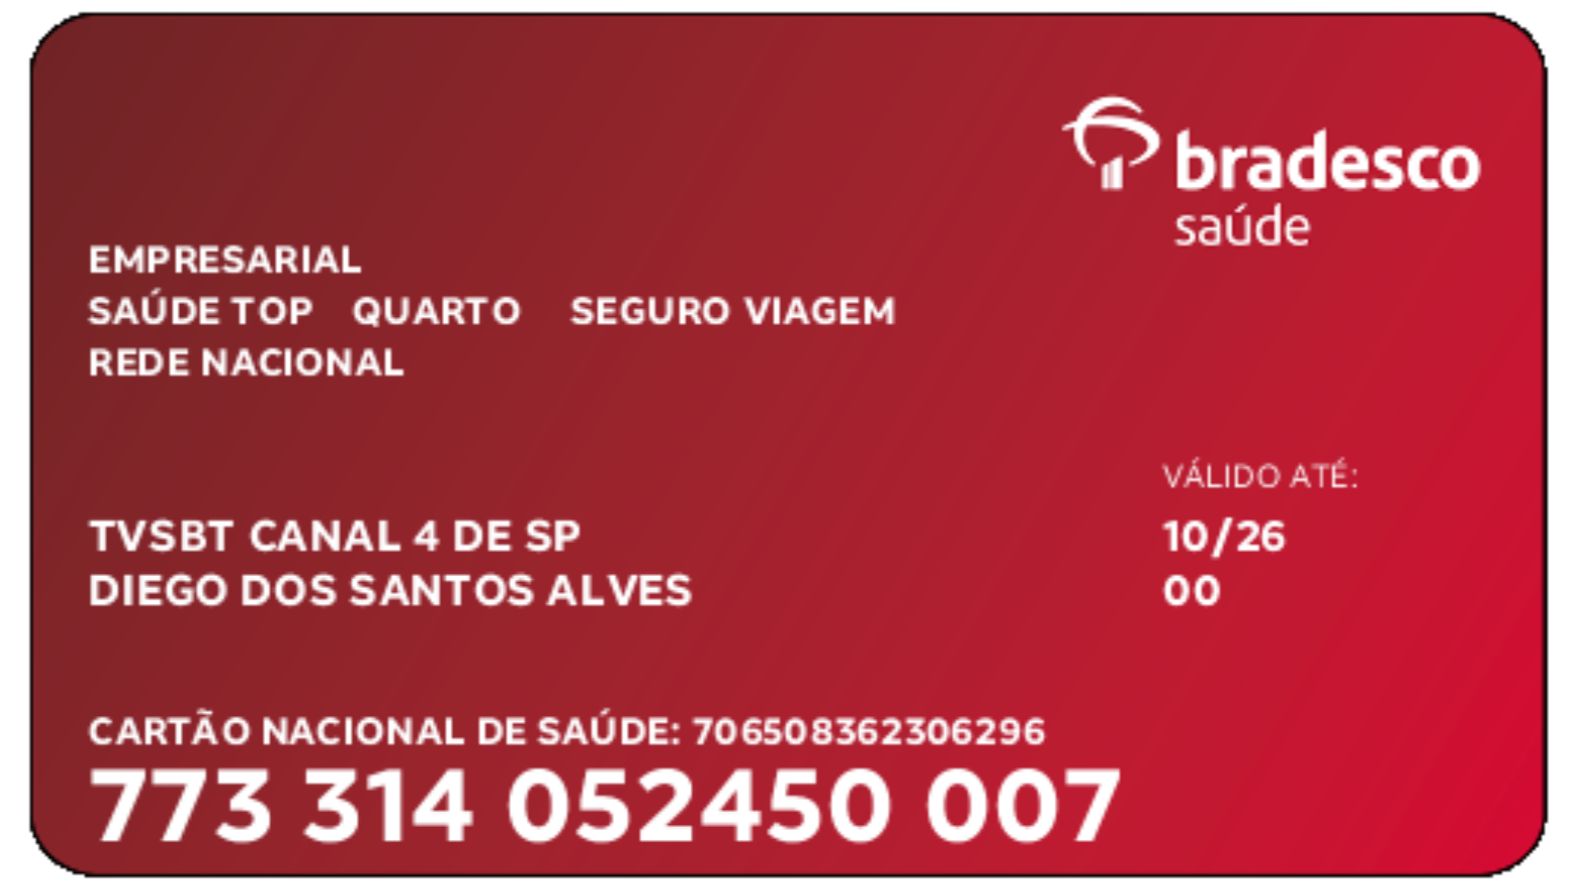 bradesco
saúde
EMPRESARIAL
SAÚDE TOP QUARTO SEGURO VIAGEM
REDE NACIONAL
VÁLIDO ATÉ:
TVSBT CANAL 4 DE SP 10/26
DIEGO DOS SANTOS ALVES 00
CARTÃO NACIONAL DE SAÚDE: 706508362306296
773 314 052450 007